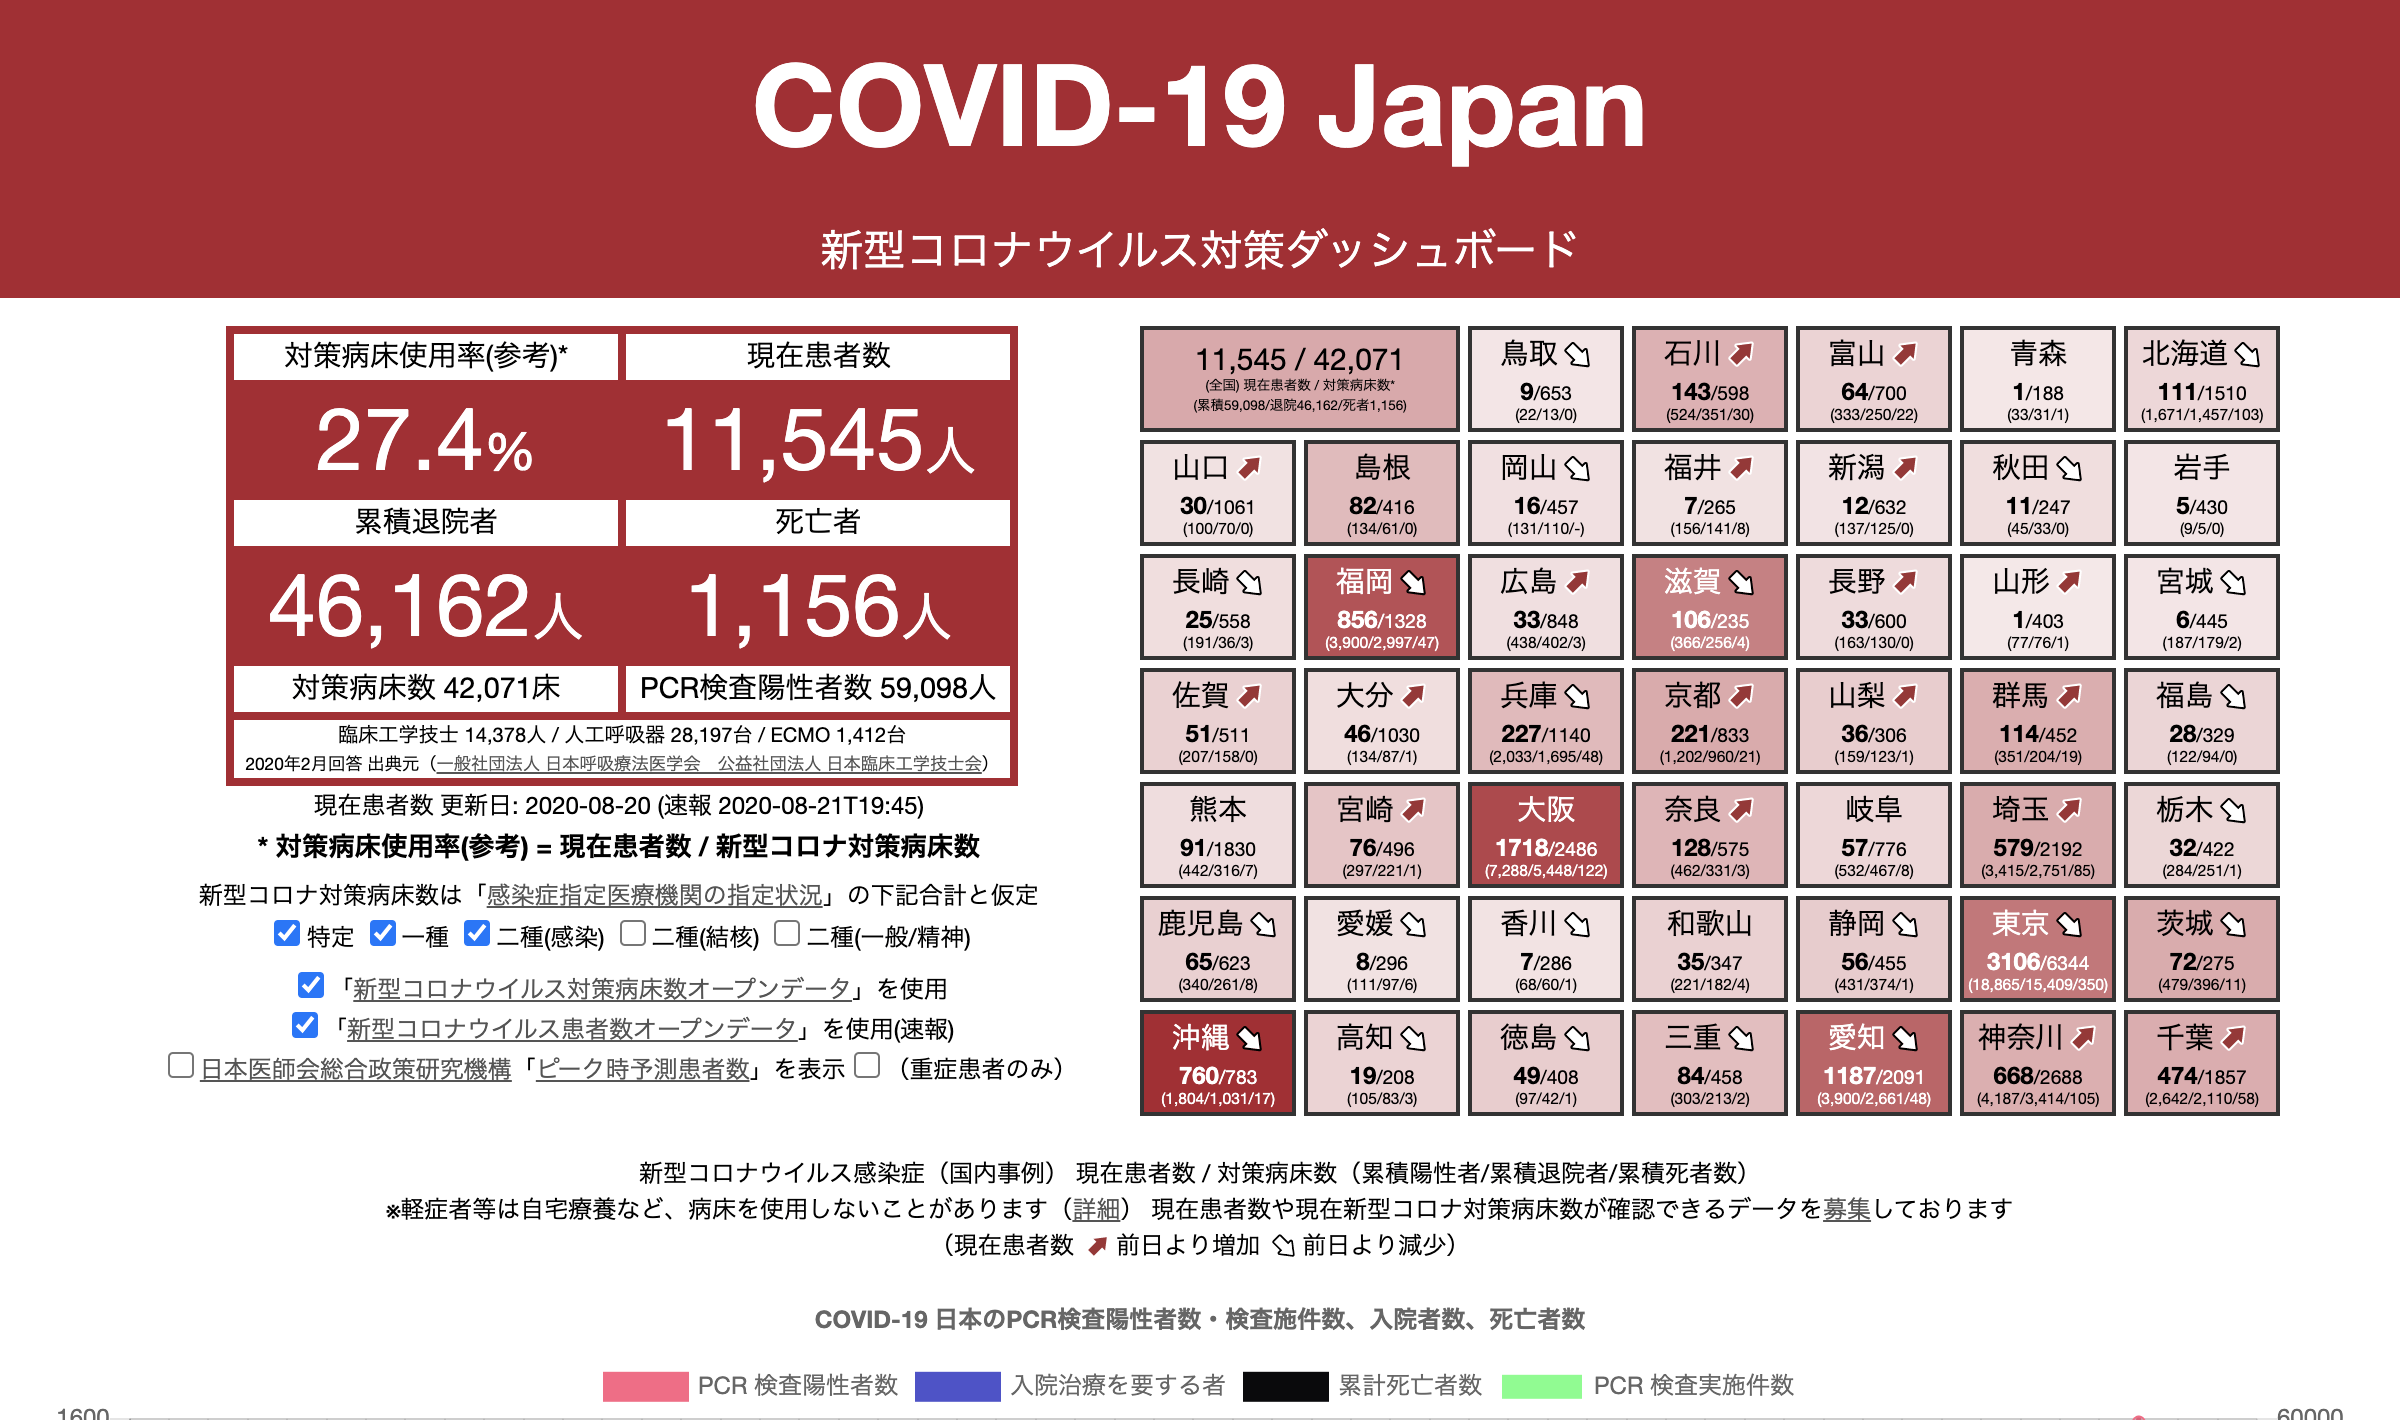 COVID-19 Japan
新型コロナウイルス対策ダッシュボード
対策病床使用率(参考)* 現在患者数
27.4% 11,545人
累積退院者 死亡者
46,162人 1,156人
対策病床数 42,071床 PCR検査陽性者数 59,098人
臨床工学技士 14,378人 / 人工呼吸器 28,197台 / ECMO 1,412台
2020年2月回答 出典元（一般社団法人 日本呼吸療法医学会　公益社団法人 日本臨床工学技士会）
現在患者数 更新日: 2020-08-20 (速報 2020-08-21T19:45)
* 対策病床使用率(参考) = 現在患者数 / 新型コロナ対策病床数
新型コロナ対策病床数は「感染症指定医療機関の指定状況」の下記合計と仮定
特定 一種 二種(感染) 二種(結核) 二種(一般/精神)
「新型コロナウイルス対策病床数オープンデータ」を使用
「新型コロナウイルス患者数オープンデータ」を使用(速報)
日本医師会総合政策研究機構「ピーク時予測患者数」を表示 （重症患者のみ）
11,545 / 42,071
(全国) 現在患者数 / 対策病床数*
(累積59,098/退院46,162/死者1,156)
鳥取 石川 富山 青森 北海道
9/653 143/598 64/700 1/188 111/1510
(22/13/0) (524/351/30) (333/250/22) (33/31/1) (1,671/1,457/103)
山口 島根 岡山 福井 新潟 秋田 岩手
30/1061 82/416 16/457 7/265 12/632 11/247 5/430
(100/70/0) (134/61/0) (131/110/-) (156/141/8) (137/125/0) (45/33/0) (9/5/0)
長崎 福岡 広島 滋賀 長野 山形 宮城
25/558 856/1328 33/848 106/235 33/600 1/403 6/445
(191/36/3) (3,900/2,997/47) (438/402/3) (366/256/4) (163/130/0) (77/76/1) (187/179/2)
佐賀 大分 兵庫 京都 山梨 群馬 福島
51/511 46/1030 227/1140 221/833 36/306 114/452 28/329
(207/158/0) (134/87/1) (2,033/1,695/48) (1,202/960/21) (159/123/1) (351/204/19) (122/94/0)
熊本 宮崎 大阪 奈良 岐阜 埼玉 栃木
91/1830 76/496 1718/2486 128/575 57/776 579/2192 32/422
(442/316/7) (297/221/1) (7,288/5,448/122) (462/331/3) (532/467/8) (3,415/2,751/85) (284/251/1)
鹿児島 愛媛 香川 和歌山 静岡 東京 茨城
65/623 8/296 7/286 35/347 56/455 3106/6344 72/275
(340/261/8) (111/97/6) (68/60/1) (221/182/4) (431/374/1) (18,865/15,409/350) (479/396/11)
沖縄 高知 徳島 三重 愛知 神奈川 千葉
760/783 19/208 49/408 84/458 1187/2091 668/2688 474/1857
(1,804/1,031/17) (105/83/3) (97/42/1) (303/213/2) (3,900/2,661/48) (4,187/3,414/105) (2,642/2,110/58)
新型コロナウイルス感染症（国内事例） 現在患者数 / 対策病床数（累積陽性者/累積退院者/累積死者数）
※軽症者等は自宅療養など、病床を使用しないことがあります（詳細） 現在患者数や現在新型コロナ対策病床数が確認できるデータを募集しております
（現在患者数 前日より増加 前日より減少）
COVID-19 日本のPCR検査陽性者数・検査施件数、入院者数、死亡者数
PCR 検査陽性者数 入院治療を要する者 累計死亡者数 PCR 検査実施件数
1600 60000